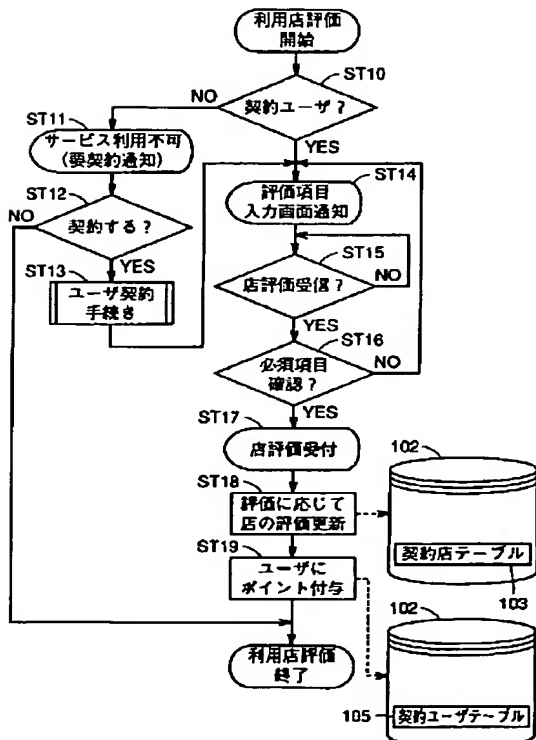 利用店評価
開始
ST10
契約ユーザ？
NO
YES
ST11
サービス利用不可
(要契約通知)
ST12
契約する？
NO
YES
ST13
ユーザ契約
手続き
ST14
評価項目
入力画面通知
ST15
店評価受信？
NO
YES
ST16
必須項目
確認？
NO
YES
ST17
店評価受付
ST18
評価に応じて
店の評価更新
102
契約店テーブル
103
ST19
ユーザに
ポイント付与
102
105
契約ユーザテーブル
利用店評価
終了